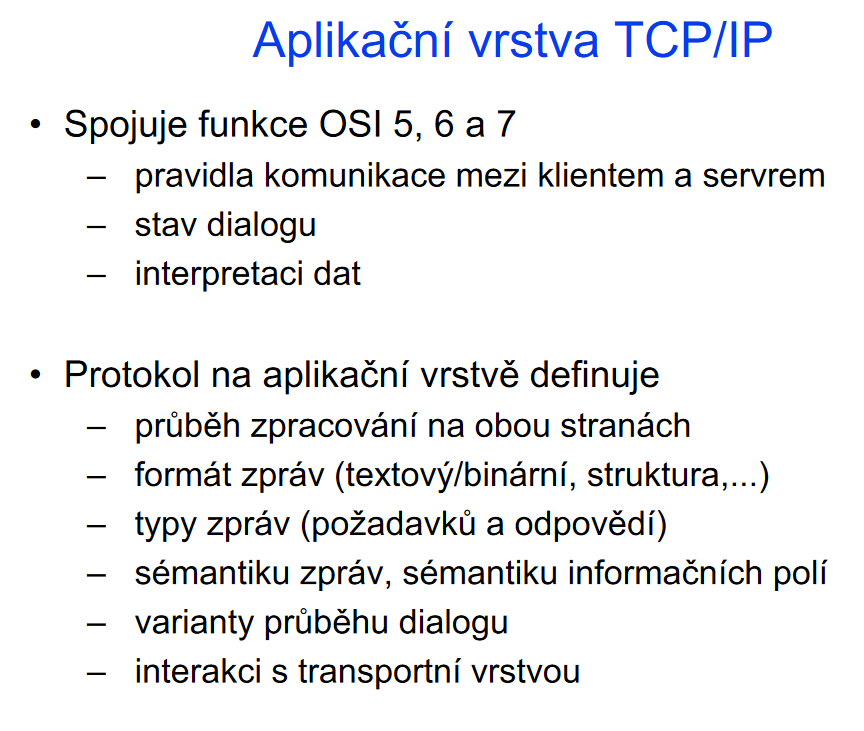 Aplikační vrstva TCP/IP
• Spojuje funkce OSI 5, 6 a 7
– pravidla komunikace mezi klientem a servrem
– stav dialogu
– interpretaci dat
• Protokol na aplikační vrstvě definuje
– průběh zpracování na obou stranách
– formát zpráv (textový/binární, struktura,...)
– typy zpráv (požadavků a odpovědí)
– sémantiku zpráv, sémantiku informačních polí
– varianty průběhu dialogu
– interakci s transportní vrstvou